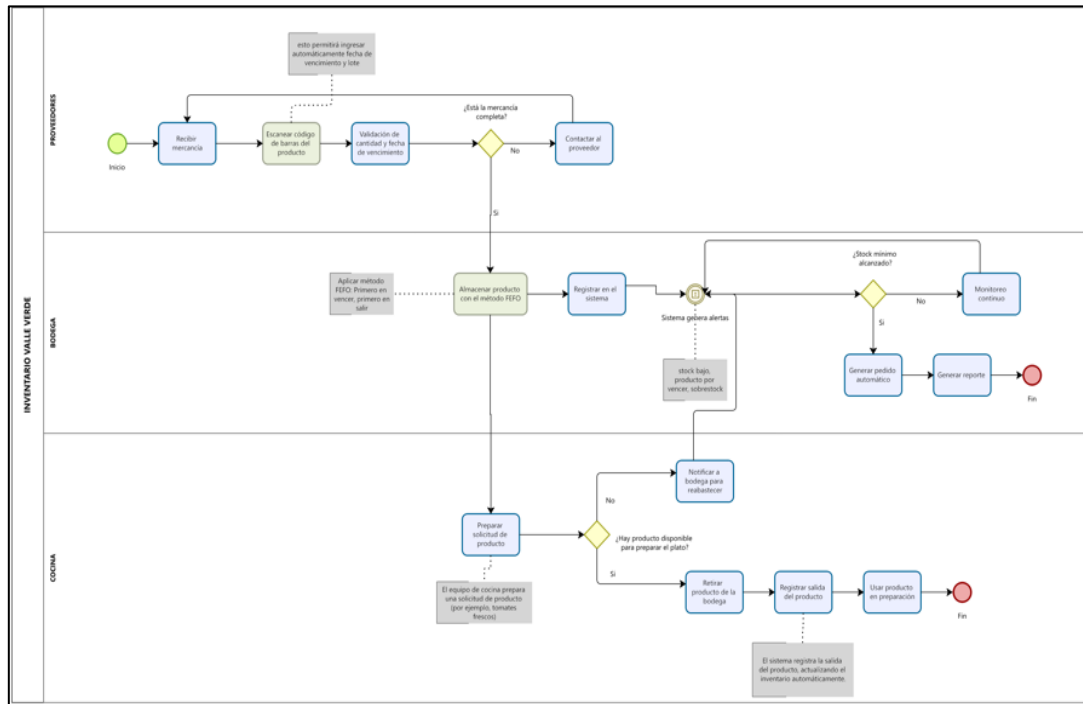 INVENTARIO VALLE VERDE
PROVEEDORES
esto permitirá ingresar
automáticamente fecha de
vencimiento y lote
Inicio
Recibir
mercancía
Escanear código
de barras del
producto
Validación de
cantidad y fecha
de vencimiento
¿Está la mercancía
completa?
No
Contactar al
proveedor
Si
BODEGA
Aplicar método
FEFO: Primero en
vencer, primero en
salir
Almacenar producto
con el método FEFO
Registrar en el
sistema
Sistema genera alertas
stock bajo,
producto por
vencer, sobrestock
¿Stock mínimo
alcanzado?
No
Monitoreo
continuo
Si
Generar pedido
automático
Generar reporte
Fin
COCINA
Preparar
solicitud de
producto
El equipo de cocina prepara
una solicitud de producto
(por ejemplo, tomates
frescos)
No
Notificar a
bodega para
reabastecer
¿Hay producto disponible
para preparar el plato?
Si
Retirar
producto de la
bodega
Registrar salida
del producto
Usar producto
en preparación
Fin
El sistema registra la salida
del producto, actualizando el
inventario automáticamente.